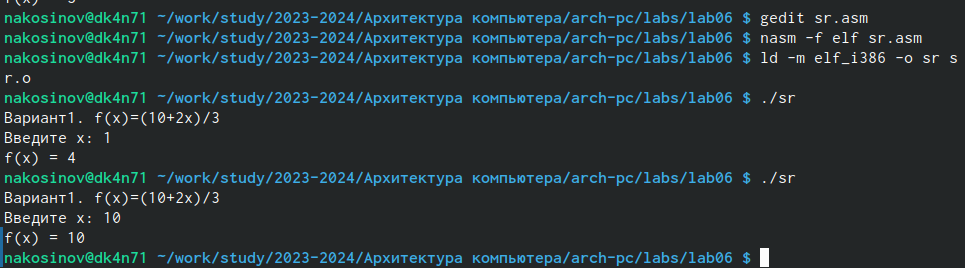 f(x) = 3
nakosinov@dk4n71 ~/work/study/2023-2024/Архитектура компьютера/arch-pc/labs/lab06 $ gedit sr.asm
nakosinov@dk4n71 ~/work/study/2023-2024/Архитектура компьютера/arch-pc/labs/lab06 $ nasm -f elf sr.asm
nakosinov@dk4n71 ~/work/study/2023-2024/Архитектура компьютера/arch-pc/labs/lab06 $ ld -m elf_i386 -o sr s
r.o
nakosinov@dk4n71 ~/work/study/2023-2024/Архитектура компьютера/arch-pc/labs/lab06 $ ./sr
Вариант1. f(x)=(10+2x)/3
Введите x: 1
f(x) = 4
nakosinov@dk4n71 ~/work/study/2023-2024/Архитектура компьютера/arch-pc/labs/lab06 $ ./sr
Вариант1. f(x)=(10+2x)/3
Введите x: 10
f(x) = 10
nakosinov@dk4n71 ~/work/study/2023-2024/Архитектура компьютера/arch-pc/labs/lab06 $